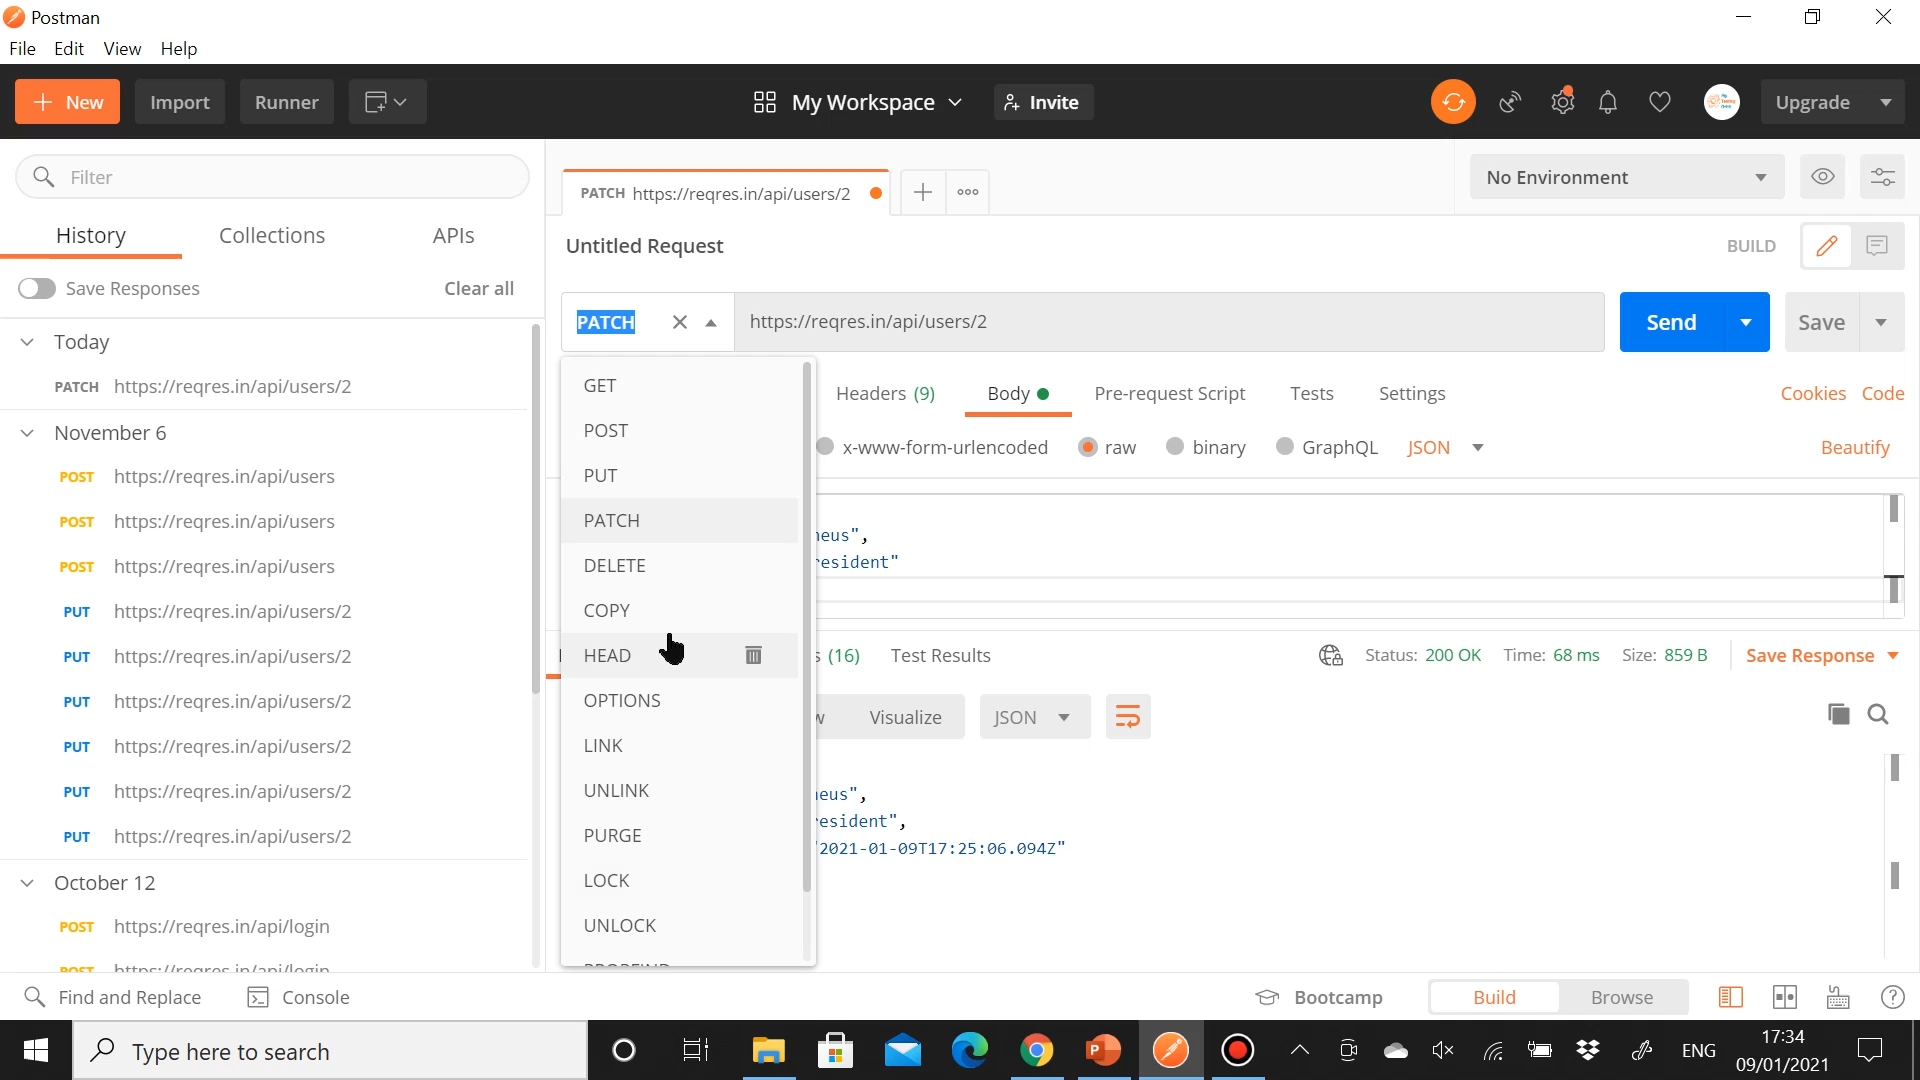 Postman
File Edit View Help
+ New Import Runner My Workspace Invite Upgrade
Filter
History Collections APIs
Save Responses Clear all
Today
PATCH https://reqres.in/api/users/2
November 6
POST https://reqres.in/api/users
POST https://reqres.in/api/users
POST https://reqres.in/api/users
PUT https://reqres.in/api/users/2
PUT https://reqres.in/api/users/2
PUT https://reqres.in/api/users/2
PUT https://reqres.in/api/users/2
PUT https://reqres.in/api/users/2
PUT https://reqres.in/api/users/2
October 12
POST https://reqres.in/api/login
POST https://reqres.in/api/login
PATCH https://reqres.in/api/users/2
No Environment
Untitled Request
BUILD
PATCH https://reqres.in/api/users/2 Send Save
Headers (9) Body Pre-request Script Tests Settings Cookies Code
x-www-form-urlencoded raw binary GraphQL JSON Beautify
GET
POST
PUT
PATCH
DELETE
COPY
HEAD
OPTIONS
LINK
UNLINK
PURGE
LOCK
UNLOCK
PROPFIND
eus",
esident"
s (16) Test Results Status: 200 OK Time: 68 ms Size: 859 B Save Response
w Visualize JSON
eus",
esident",
"2021-01-09T17:25:06.094Z"
Find and Replace Console Bootcamp Build Browse
Type here to search
ENG
17:34
09/01/2021